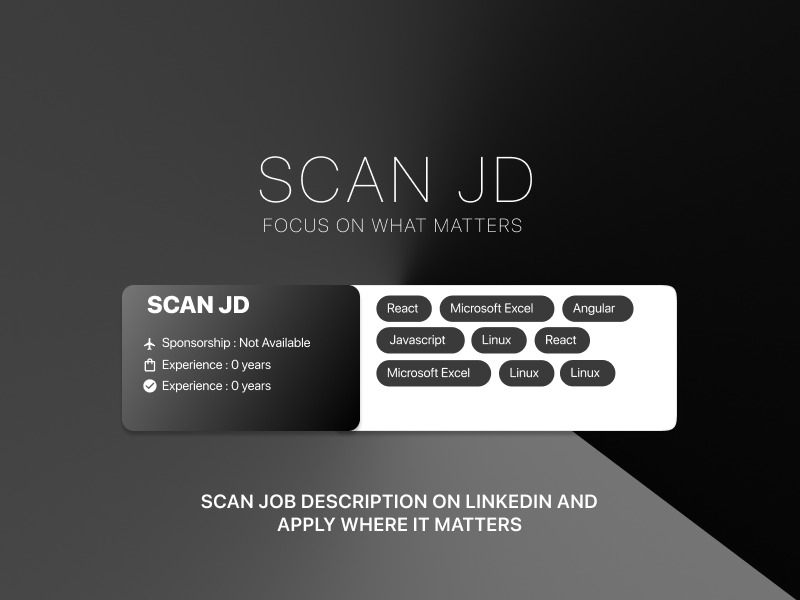 SCAN JD
FOCUS ON WHAT MATTERS
SCAN JD
Sponsorship : Not Available
Experience : 0 years
Experience : 0 years
React Microsoft Excel Angular
Javascript Linux React
Microsoft Excel Linux Linux
SCAN JOB DESCRIPTION ON LINKEDIN AND
APPLY WHERE IT MATTERS